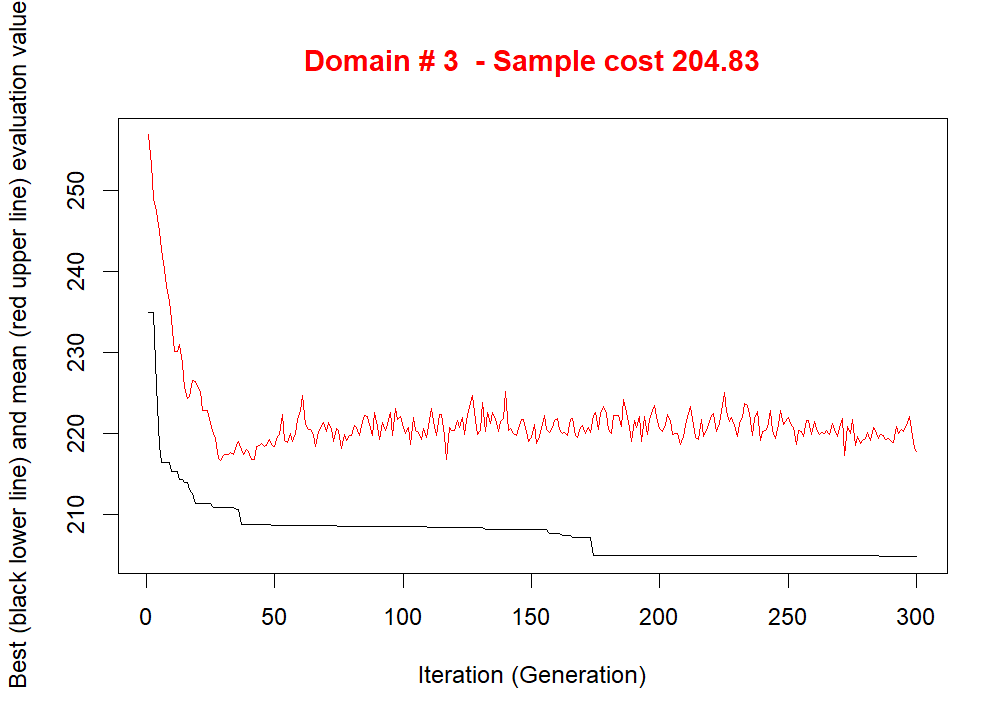 Domain # 3  - Sample cost 204.83
Best (black lower line) and mean (red upper line) evaluation value
250
240
230
220
210
0 50 100 150 200 250 300
Iteration (Generation)